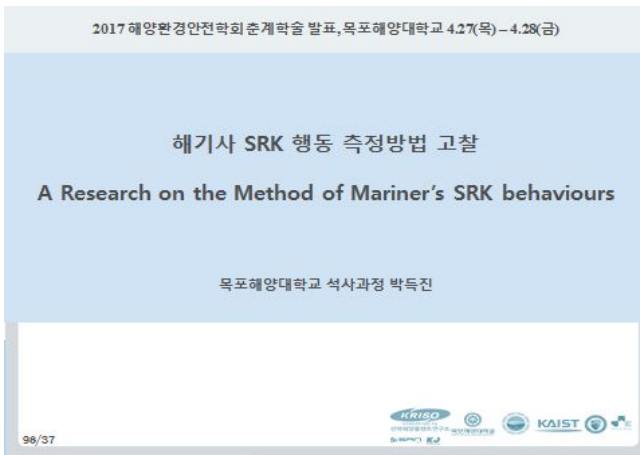 2017 해양환경안전학회 춘계학술 발표,목포해양대학교 4.27(목) – 4.28(금)
해기사 SRK 행동 측정방법 고찰
A Research on the Method of Mariner's SRK behaviours
목포해양대학교 석사과정 박득진
KRISO
KAIST
98/37